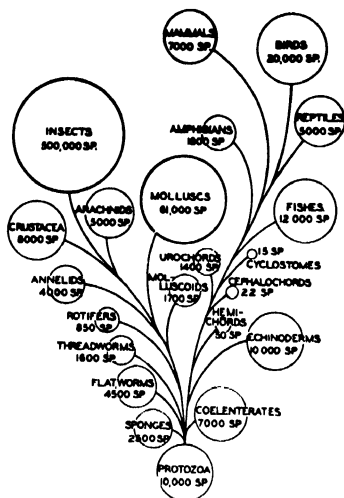 MAMMALS
7000 SP.
BIRDS
20,000 SP.
REPTILES
5000 SP.
AMPHIBIANS
1800 SP.
INSECTS
500,000 SP.
ARACHNIDS
5000 SP.
MOLLUSCS
61,000 SP
FISHES
12 000 SP
CRUSTACEA
8000 SP
UROCHORDS
1400 SP.
15 SP
CYCLOSTOMES
ANNELIDS
4000 SP.
MOL-
LUSCOIDS
1700 SP.
CEPHALOCHORDS
22 SP
ROTIFERS
850 SP.
HEMI-
CHORDS
30 SP.
ECHINODERMS
10 000 SP.
THREADWORMS
1600 SP.
FLATWORMS
4500 SP
SPONGES
2500 SP
COELENTERATES
7000 SP
PROTOZOA
10,000 SP